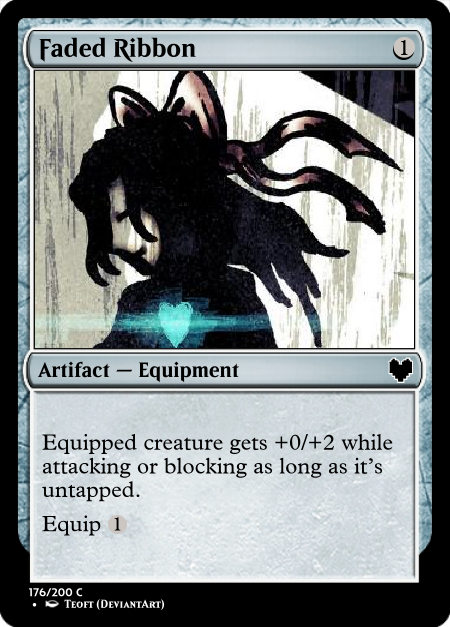 Faded Ribbon 1
Artifact — Equipment
Equipped creature gets +0/+2 while
attacking or blocking as long as it's
untapped.
Equip 1
176/200 C
• Teoft (DeviantArt)